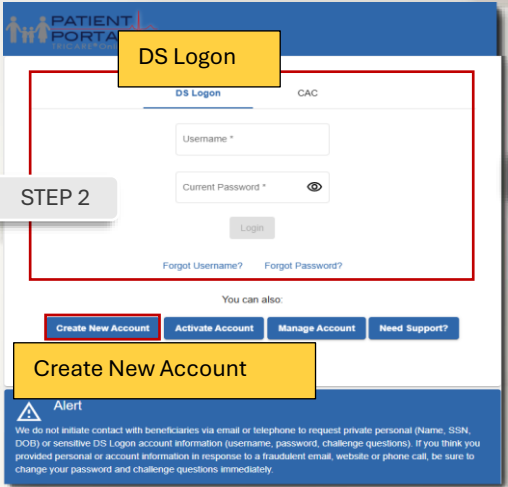 PATIENT
PORTA
TRICARE® Onl
DS Logon
DS Logon CAC
Username *
STEP 2
Current Password *
Login
Forgot Username? Forgot Password?
You can also:
Create New Account Activate Account Manage Account Need Support?
Create New Account
Alert
We do not initiate contact with beneficiaries via email or telephone to request private personal (Name, SSN,
DOB) or sensitive DS Logon account information (username, password, challenge questions). If you think you
provided personal or account information in response to a fraudulent email, website or phone call, be sure to
change your password and challenge questions immediately.